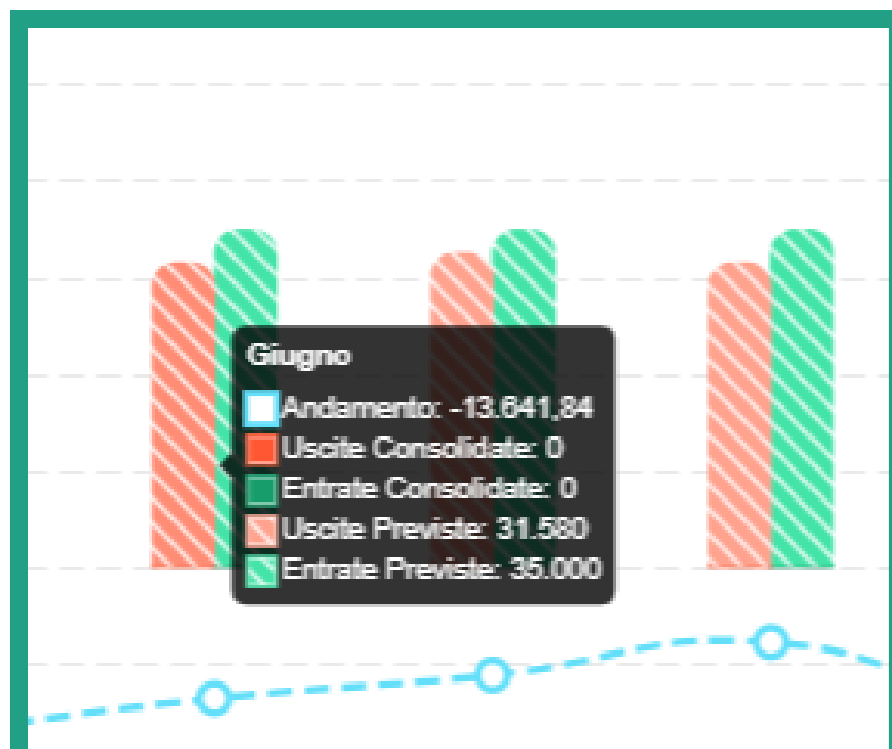 Giugno
Andamento: -13.641,84
Uscite Consolidate: 0
Entrate Consolidate: 0
Uscite Previste: 31.580
Entrate Previste: 35.000